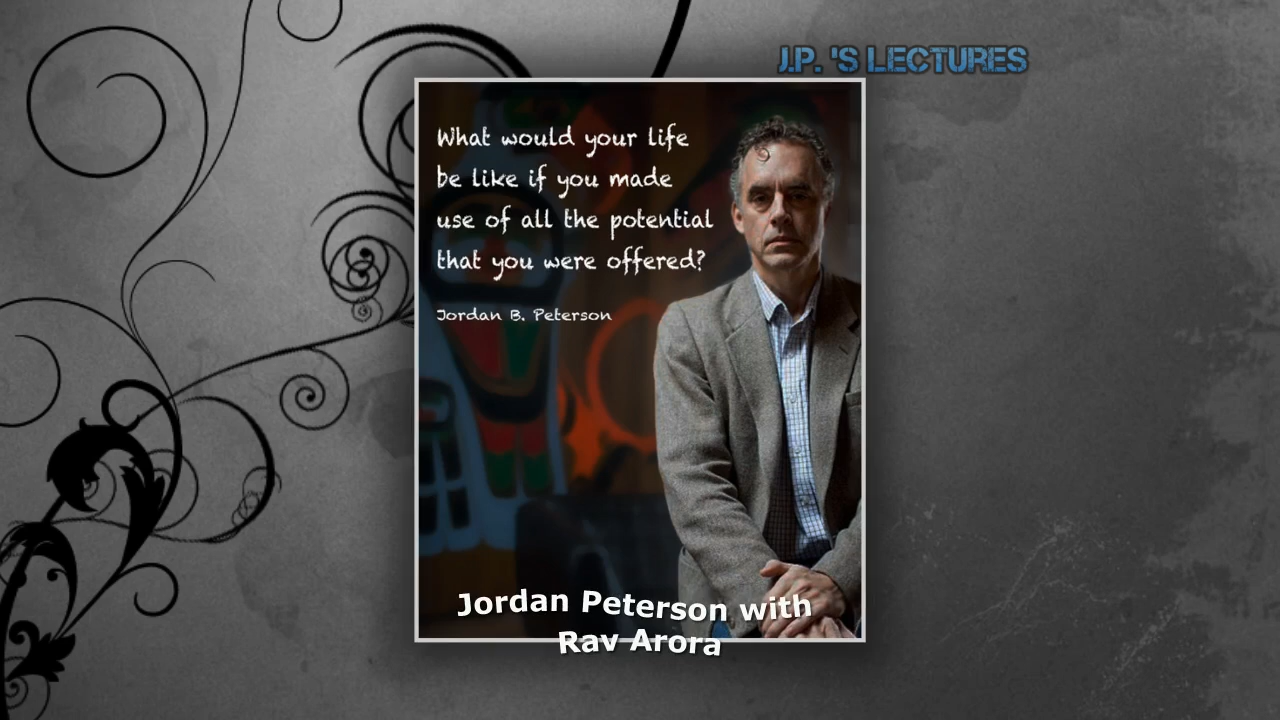 J.P. 'S LECTURES
What would your life
be like if you made
use of all the potential
that you were offered?
Jordan B. Peterson
Jordan Peterson with
Rav Arora